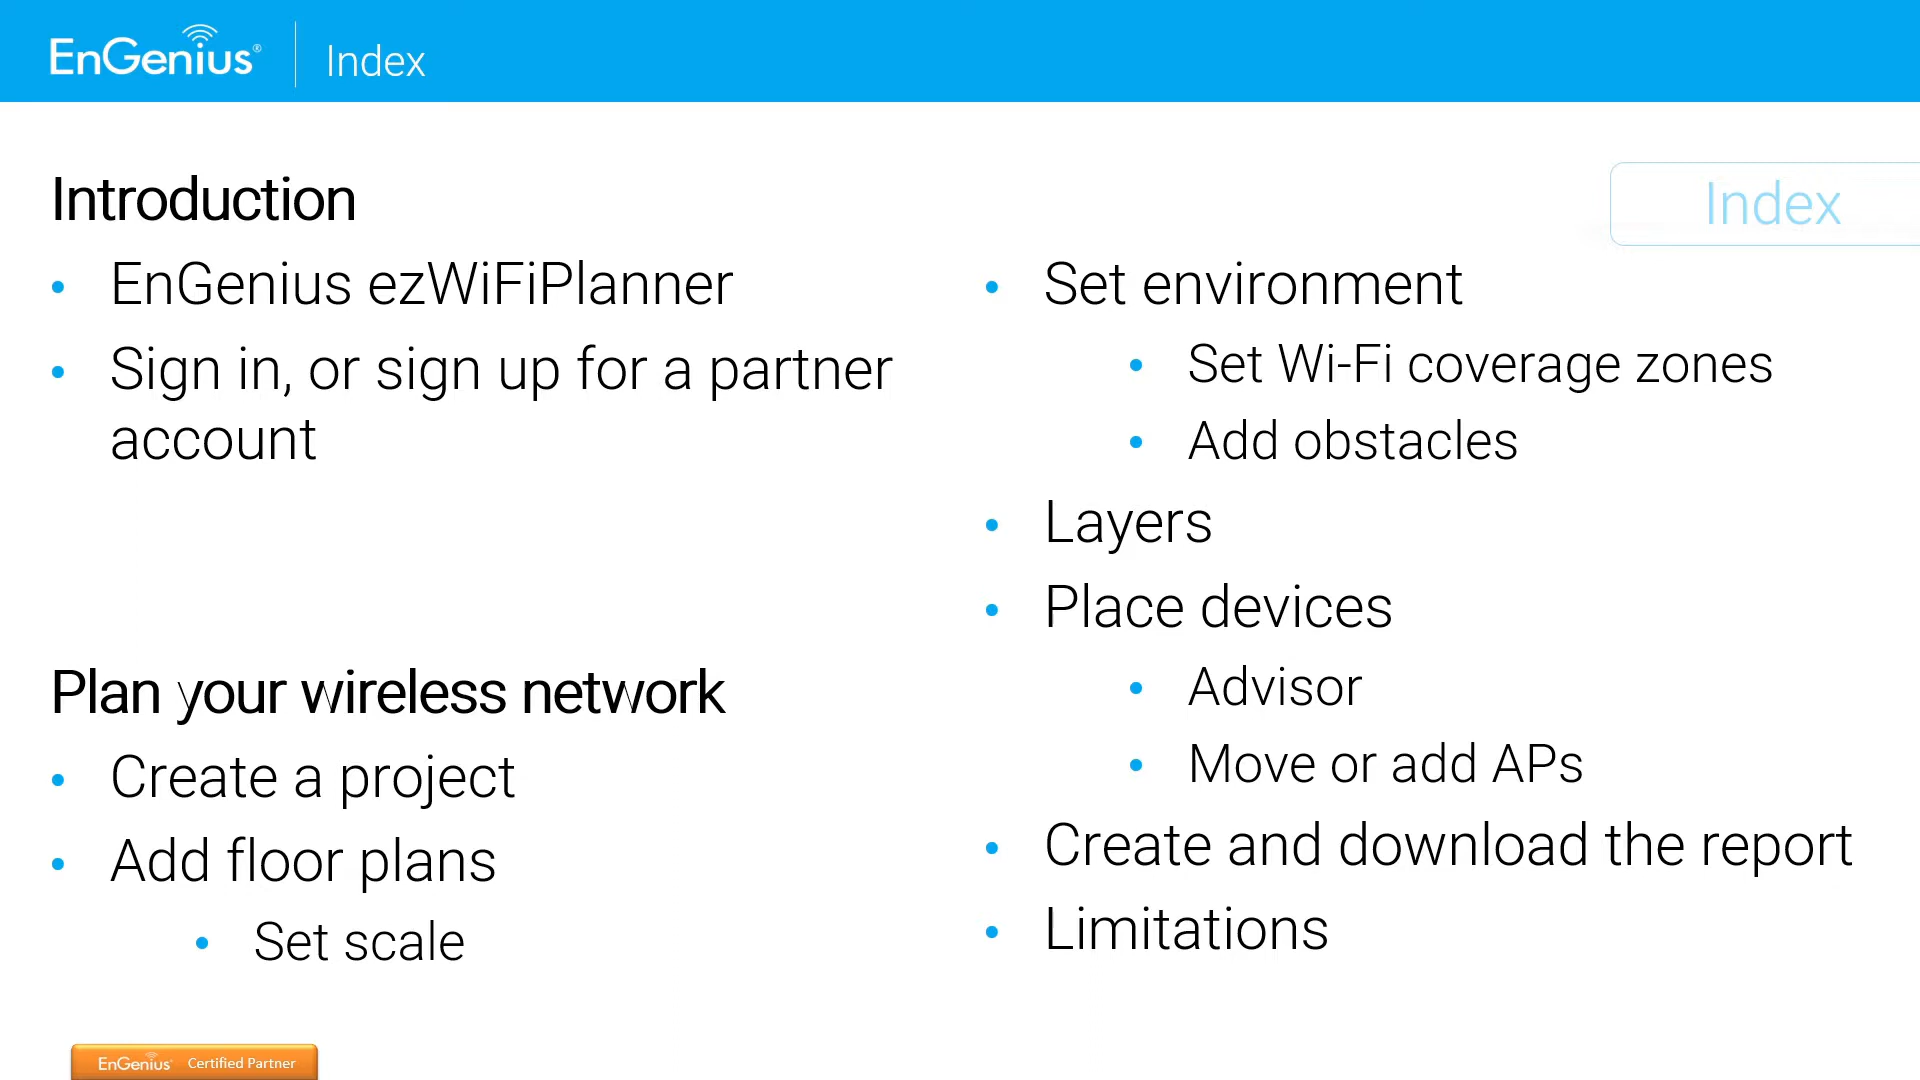 EnGenius®
Index
Introduction
• EnGenius ezWiFiPlanner
• Sign in, or sign up for a partner
account
Plan your wireless network
• Create a project
• Add floor plans
• Set scale
Index
• Set environment
• Set Wi-Fi coverage zones
• Add obstacles
• Layers
• Place devices
• Advisor
• Move or add APs
• Create and download the report
• Limitations
EnGenius® Certified Partner